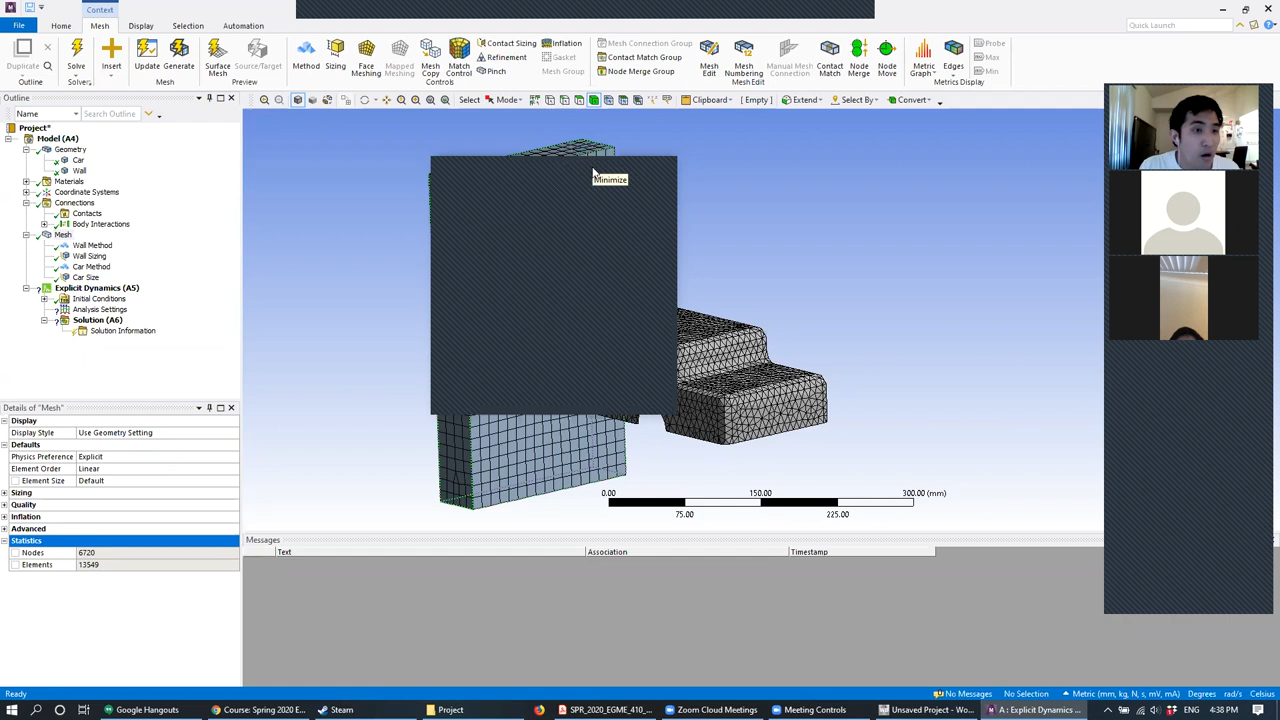 Context
File
Home
Mesh
Display
Selection
Automation
Quick Launch
Duplicate
Outline
Solve
Solver
Insert
Update
Generate
Mesh
Surface Mesh
Source/Target
Preview
Method
Sizing
Face Meshing
Mapped Meshing
Mesh Copy
Match Control
Contact Sizing
Refinement
Pinch
Inflation
Gasket
Mesh Group
Controls
Mesh Connection Group
Contact Match Group
Node Merge Group
Mesh Edit
Mesh Numbering
Manual Mesh Connection
Contact Match
Node Merge
Node Move
Mesh Edit
Metric Graph
Edges
Probe
Max
Min
Metrics Display
Outline
Select
Mode
Clipboard
[ Empty ]
Extend
Select By
Convert
Name
Search Outline
Project*
Model (A4)
Geometry
Car
Wall
Materials
Coordinate Systems
Connections
Contacts
Body Interactions
Mesh
Wall Method
Wall Sizing
Car Method
Car Size
Explicit Dynamics (A5)
Initial Conditions
Analysis Settings
Solution (A6)
Solution Information
Minimize
Details of "Mesh"
Display
Display Style Use Geometry Setting
Defaults
Physics Preference Explicit
Element Order Linear
Element Size Default
Sizing
Quality
Inflation
Advanced
Statistics
Nodes 6720
Elements 13549
0.00 150.00 300.00 (mm)
75.00 225.00
Messages
Text Association Timestamp
Ready
No Messages
No Selection
Metric (mm, kg, N, s, mV, mA)
Degrees
rad/s
Celsius
Google Hangouts
Course: Second E...
Steam
Project
SPR_2020_EGME_410_...
Zoom Cloud Meetings
Meeting Controls
Unsaved Project - Wo...
A : Explicit Dynamics ...
ENG
4:38 PM